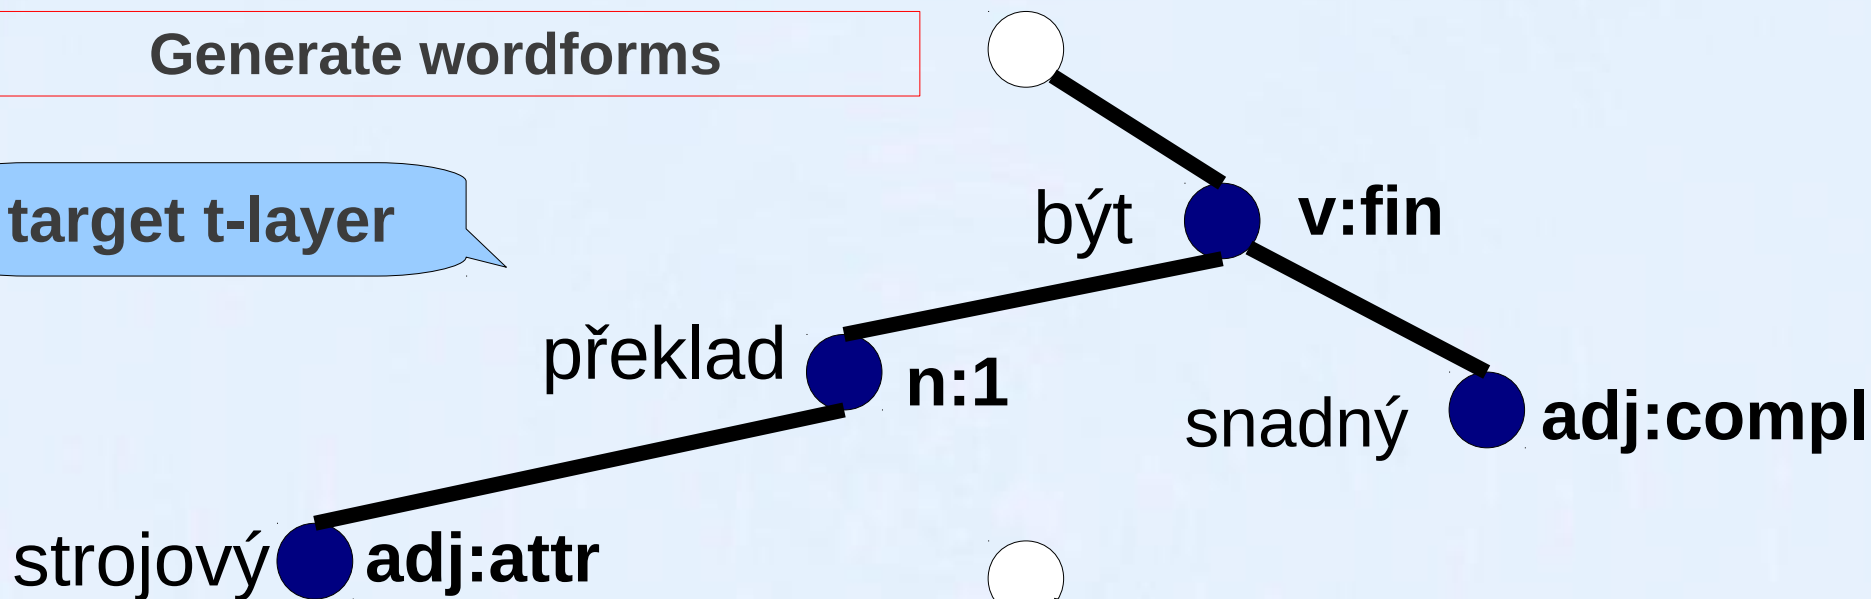 Generate wordforms
target t-layer
být v:fin
překlad n:1
snadný adj:compl
strojový adj:attr